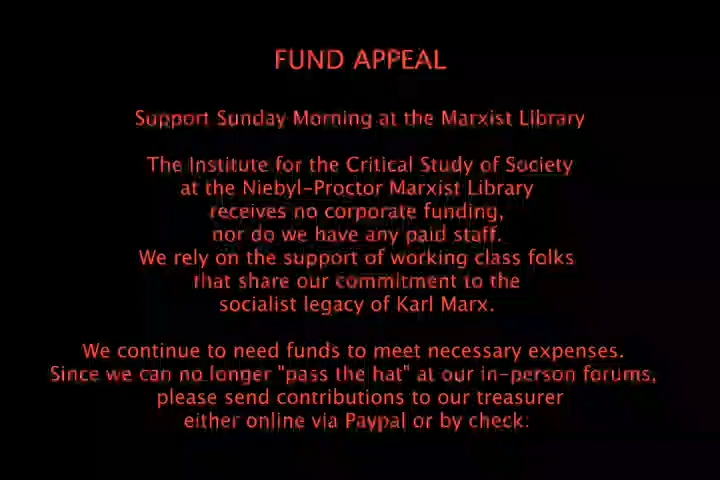 FUND APPEAL
Support Sunday Morning at the Marxist Library
The Institute for the Critical Study of Society
at the Niebyl-Proctor Marxist Library
receives no corporate funding,
nor do we have any paid staff.
We rely on the support of working class folks
that share our commitment to the
socialist legacy of Karl Marx.
We continue to need funds to meet necessary expenses.
Since we can no longer "pass the hat" at our in-person forums,
please send contributions to our treasurer
either online via Paypal or by check: